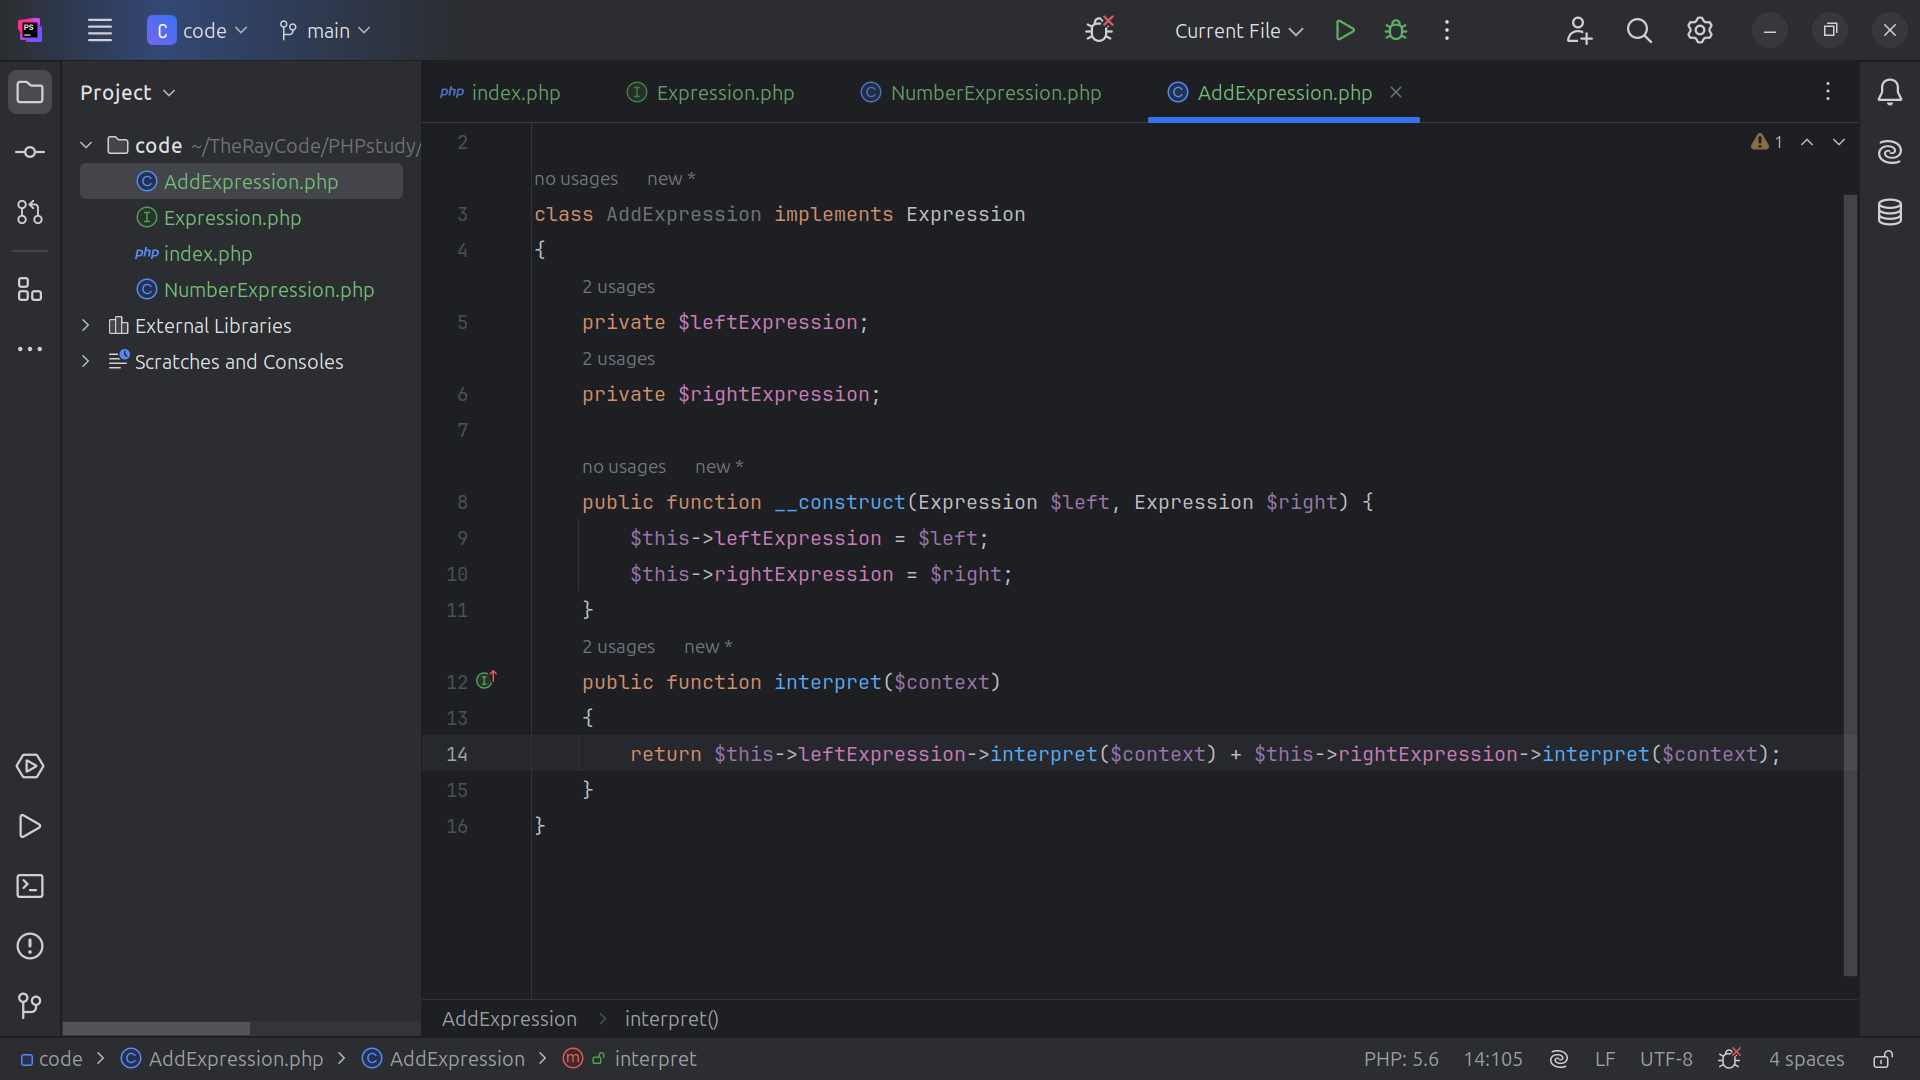 PS
C code main Current File
Project
code ~/TheRayCode/PHPstudy/
AddExpression.php
Expression.php
php index.php
NumberExpression.php
External Libraries
Scratches and Consoles
php index.php Expression.php NumberExpression.php AddExpression.php
1
2
no usages new *
3 class AddExpression implements Expression
4 {
2 usages
5 private $leftExpression;
2 usages
6 private $rightExpression;
7
no usages new *
8 public function __construct(Expression $left, Expression $right) {
9 $this->leftExpression = $left;
10 $this->rightExpression = $right;
11 }
2 usages new *
12 public function interpret($context)
13 {
14 return $this->leftExpression->interpret($context) + $this->rightExpression->interpret($context);
15 }
16 }
AddExpression > interpret()
code > AddExpression.php > AddExpression > interpret
PHP: 5.6 14:105 LF UTF-8 4 spaces